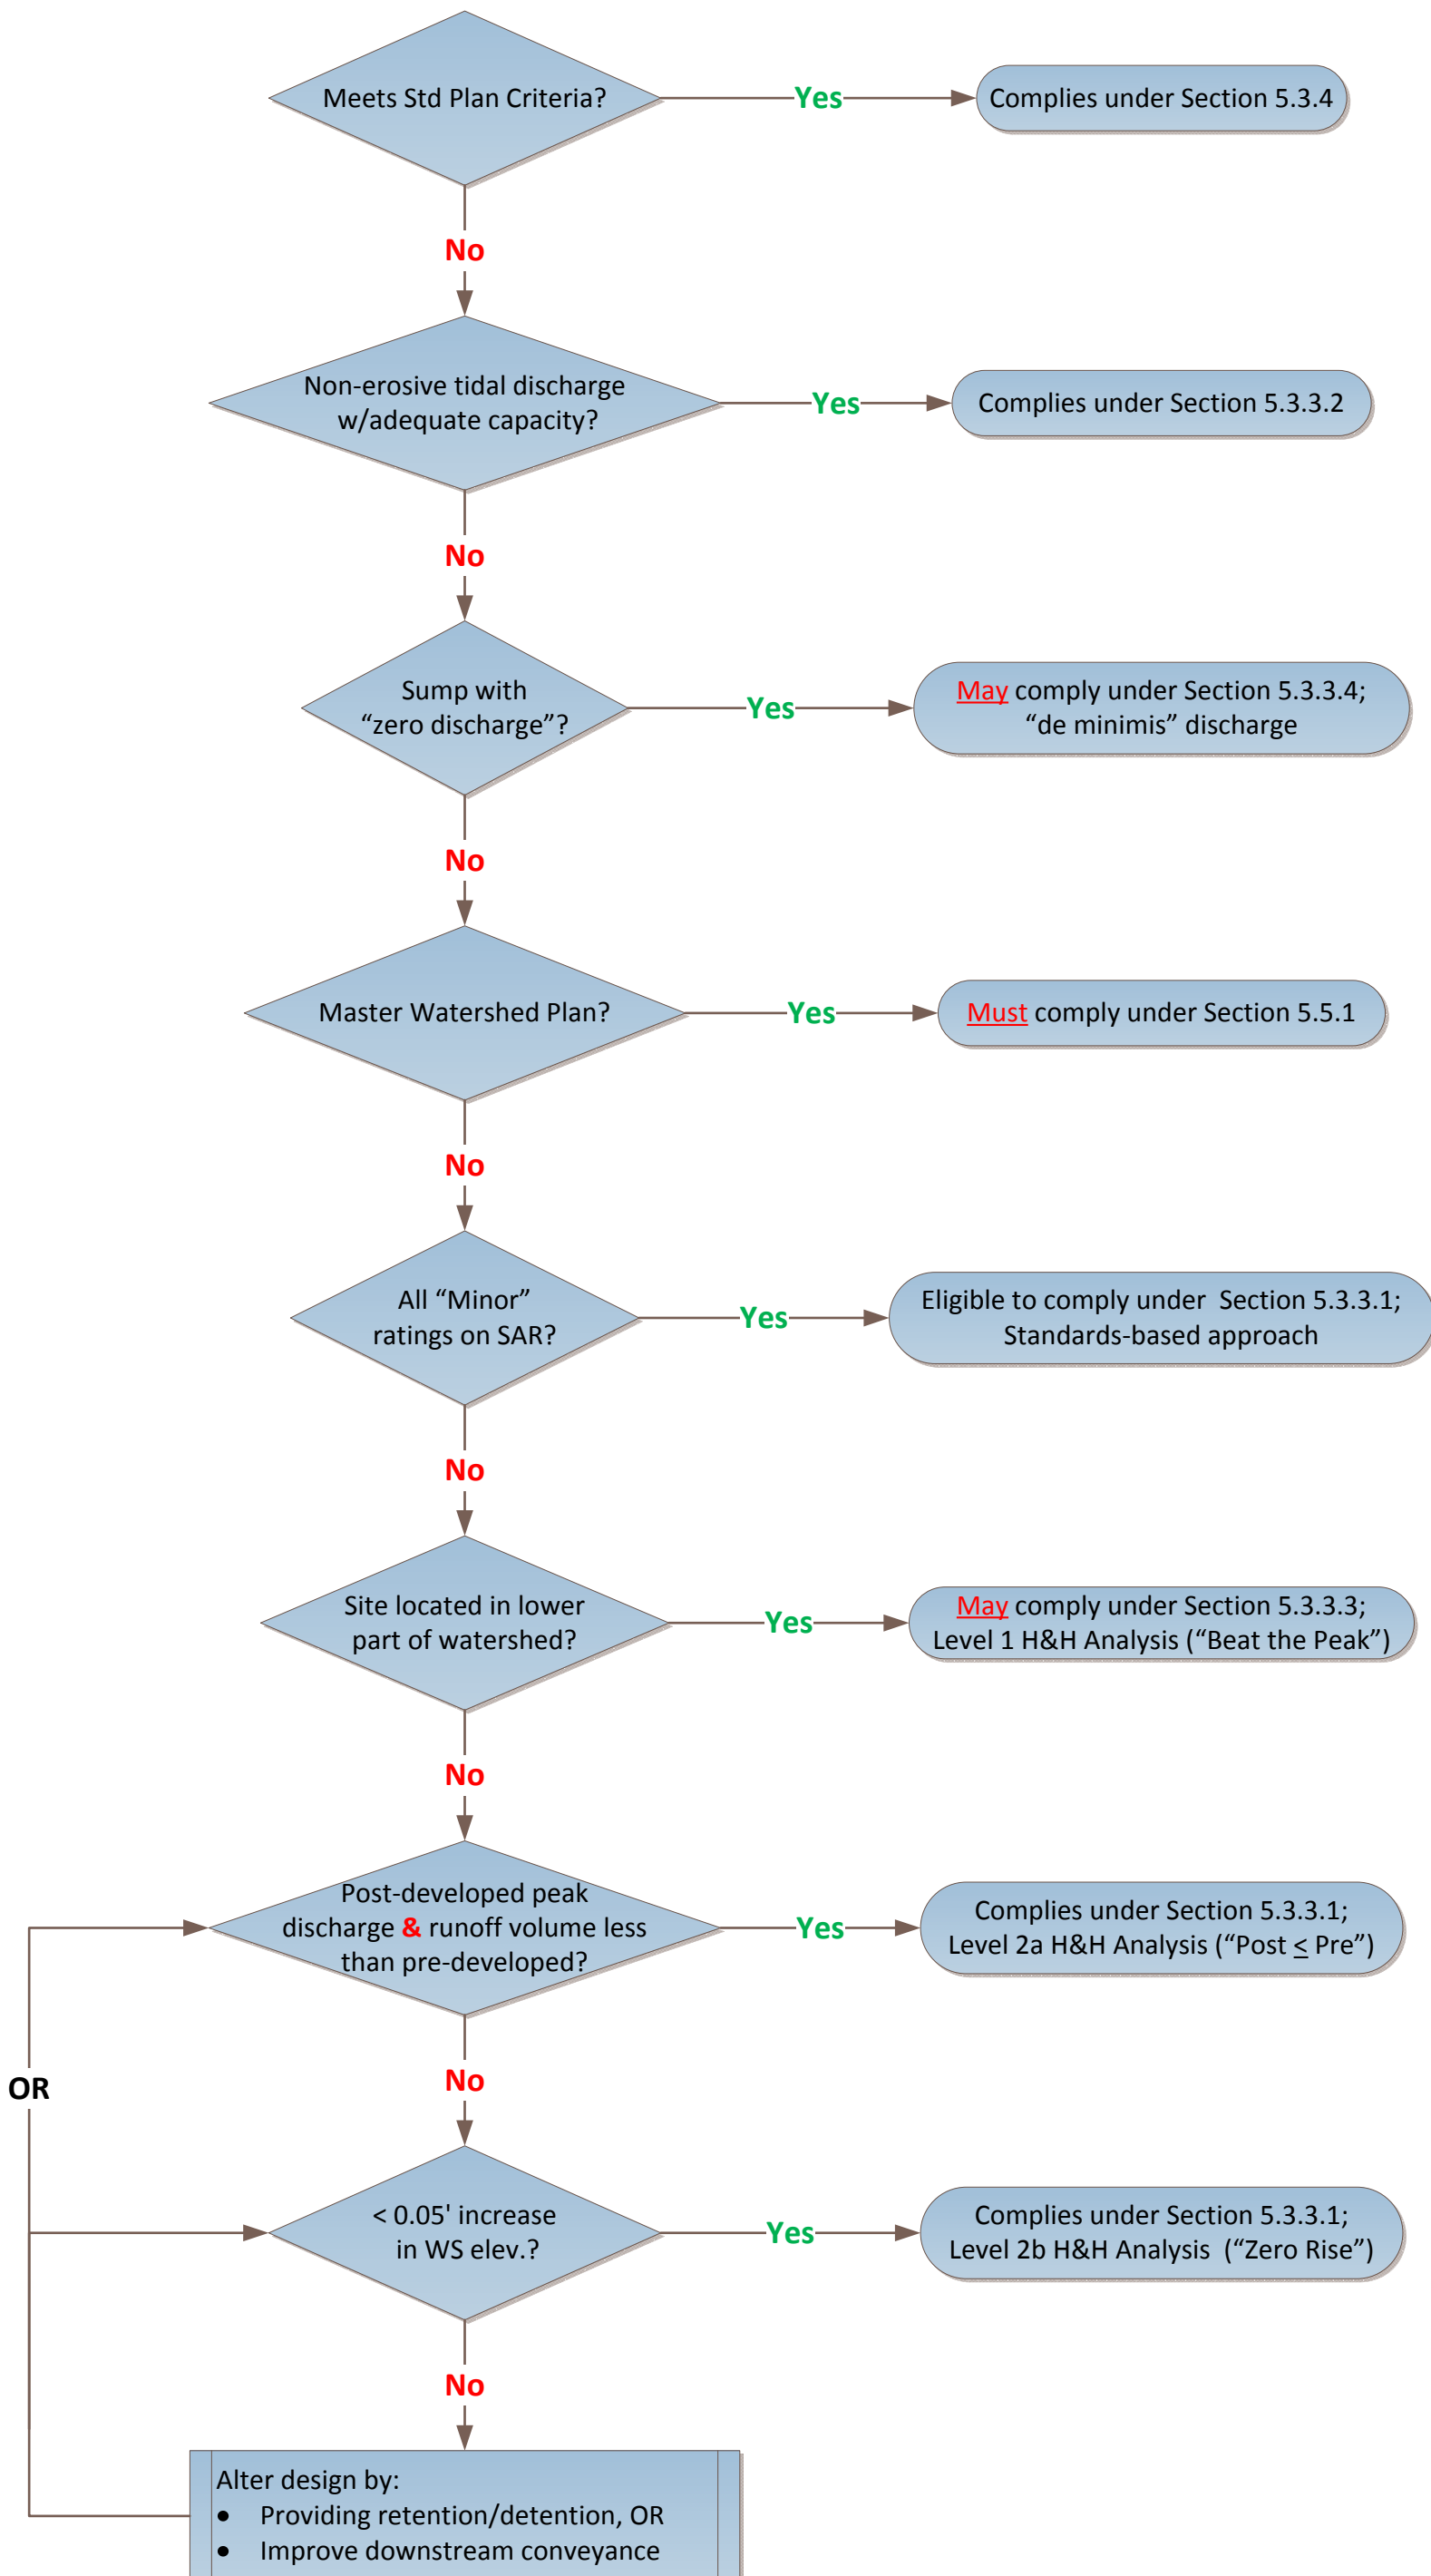 Meets Std Plan Criteria?
Yes
Complies under Section 5.3.4
No
Non-erosive tidal discharge
w/adequate capacity?
Yes
Complies under Section 5.3.3.2
No
Sump with
“zero discharge”?
Yes
May comply under Section 5.3.3.4;
“de minimis” discharge
No
Master Watershed Plan?
Yes
Must comply under Section 5.5.1
No
All “Minor”
ratings on SAR?
Yes
Eligible to comply under Section 5.3.3.1;
Standards-based approach
No
Site located in lower
part of watershed?
Yes
May comply under Section 5.3.3.3;
Level 1 H&H Analysis (“Beat the Peak”)
No
Post-developed peak
discharge & runoff volume less
than pre-developed?
Yes
Complies under Section 5.3.3.1;
Level 2a H&H Analysis (“Post ≤ Pre”)
No
OR
< 0.05' increase
in WS elev.?
Yes
Complies under Section 5.3.3.1;
Level 2b H&H Analysis (“Zero Rise”)
No
Alter design by:
• Providing retention/detention, OR
• Improve downstream conveyance